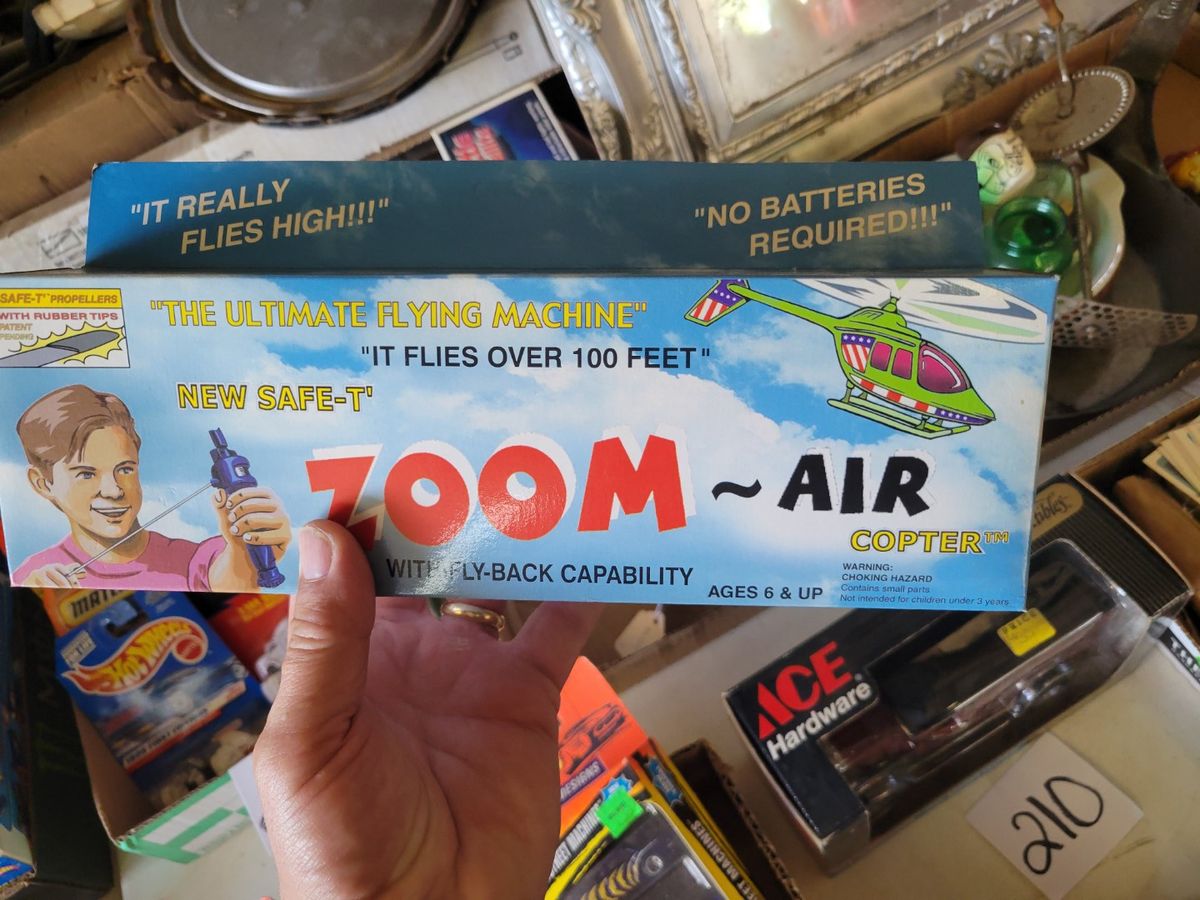 "IT REALLY
FLIES HIGH!!!"
"NO BATTERIES
REQUIRED!!!"
SAFE-T' PROPELLERS
WITH RUBBER TIPS
PATENT
PENDING
"THE ULTIMATE FLYING MACHINE"
"IT FLIES OVER 100 FEET"
NEW SAFE-T'
ZOOM ~ AIR
COPTER™
WITH FLY-BACK CAPABILITY
AGES 6 & UP
WARNING:
CHOKING HAZARD
Contains small parts
Not intended for children under 3 years.
Hot Wheels
DESIGNS
ACE
Hardware
210